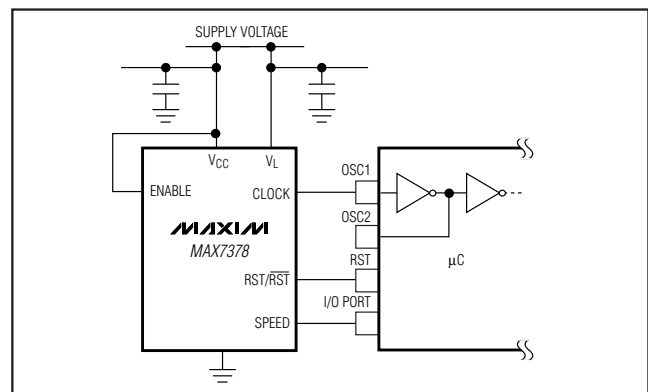 SUPPLY VOLTAGE
VCC
VL
ENABLE
CLOCK
MAXIM
MAX7378
RST/RST
SPEED
OSC1
OSC2
RST
I/O PORT
μC